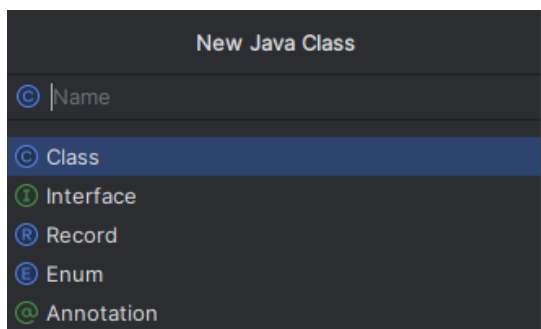 New Java Class
C Name
C Class
I Interface
R Record
E Enum
@ Annotation